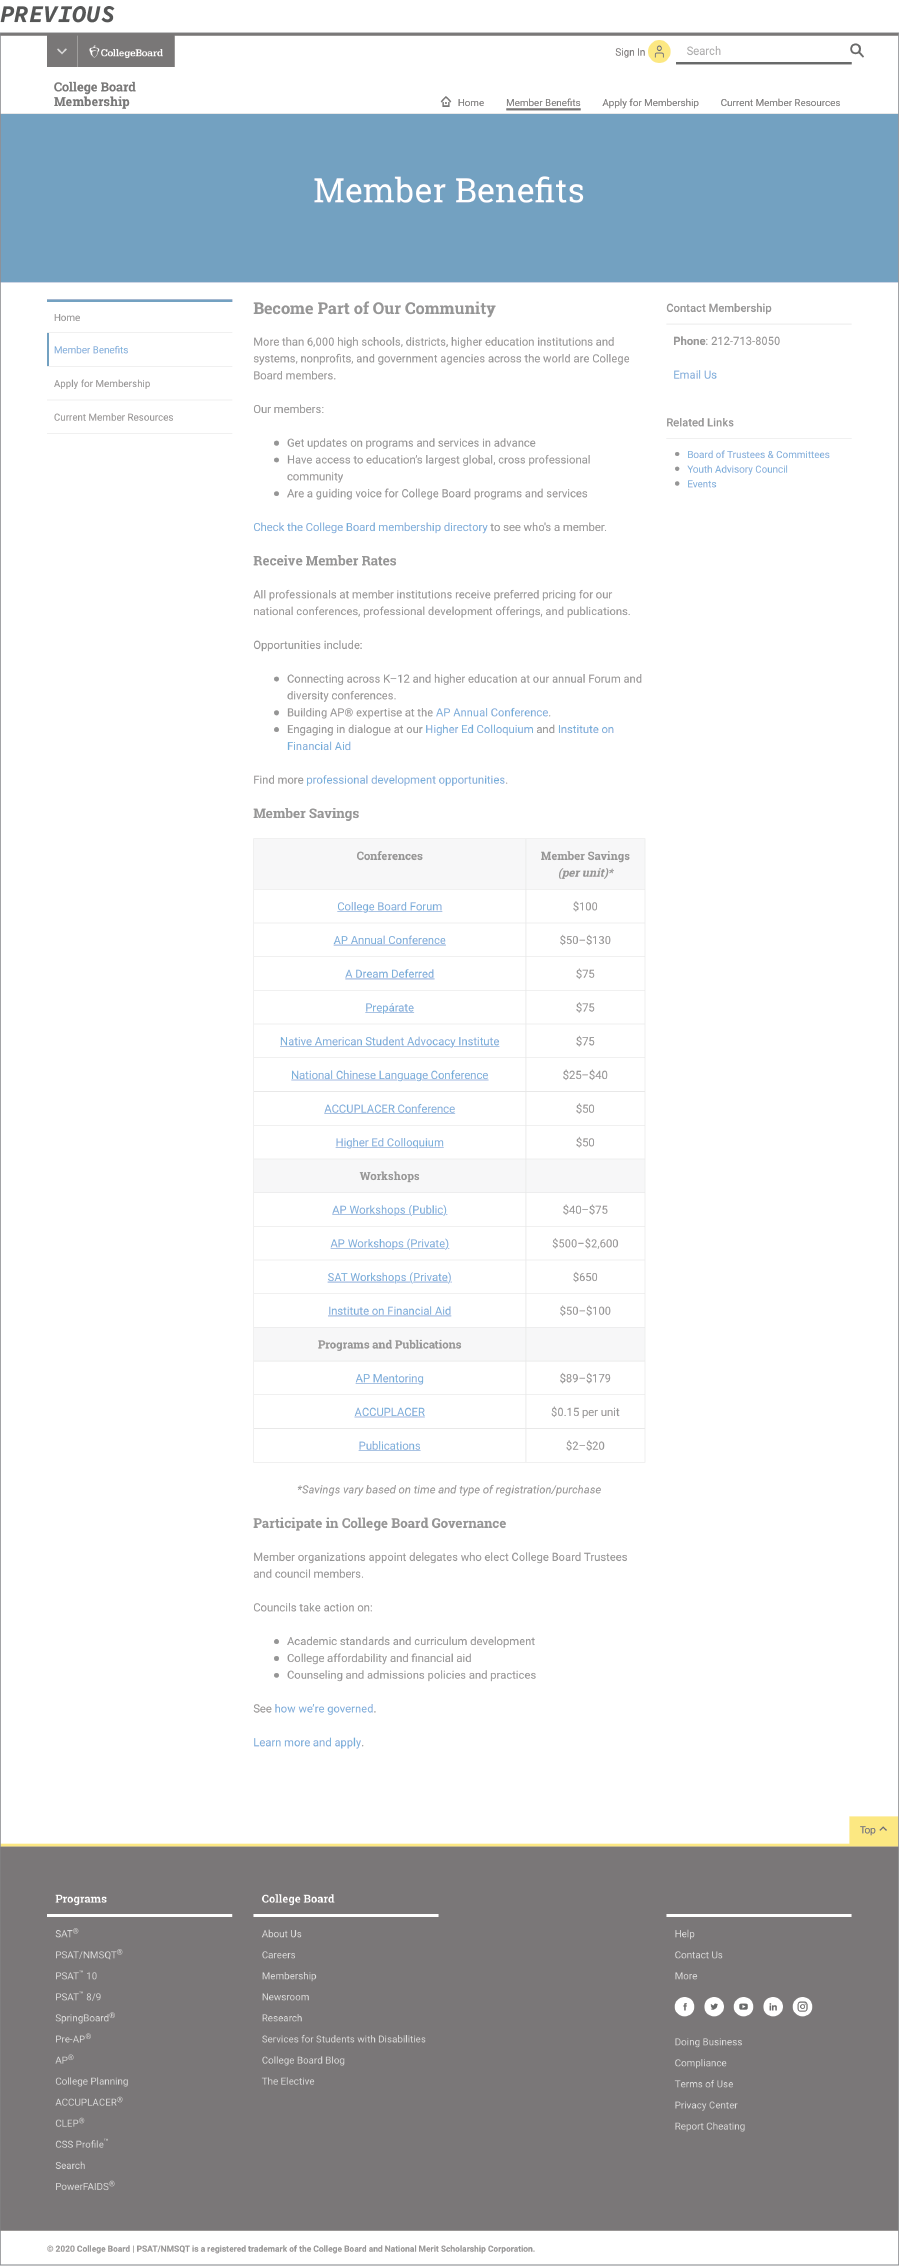 PREVIOUS
CollegeBoard
Sign In
Search
College Board
Membership
Home
Member Benefits
Apply for Membership
Current Member Resources
Member Benefits
Home
Member Benefits
Apply for Membership
Current Member Resources
Become Part of Our Community
More than 6,000 high schools, districts, higher education institutions and
systems, nonprofits, and government agencies across the world are College
Board members.
Our members:
Get updates on programs and services in advance
Have access to education's largest global, cross professional
community
Are a guiding voice for College Board programs and services
Check the College Board membership directory to see who's a member.
Receive Member Rates
All professionals at member institutions receive preferred pricing for our
national conferences, professional development offerings, and publications.
Opportunities include:
Connecting across K–12 and higher education at our annual Forum and
diversity conferences.
Building AP® expertise at the AP Annual Conference.
Engaging in dialogue at our Higher Ed Colloquium and Institute on
Financial Aid
Find more professional development opportunities.
Member Savings
Conferences
Member Savings
(per unit)*
College Board Forum $100
AP Annual Conference $50–$130
A Dream Deferred $75
Prepárate $75
Native American Student Advocacy Institute $75
National Chinese Language Conference $25–$40
ACCUPLACER Conference $50
Higher Ed Colloquium $50
Workshops
AP Workshops (Public) $40–$75
AP Workshops (Private) $500–$2,600
SAT Workshops (Private) $650
Institute on Financial Aid $50–$100
Programs and Publications
AP Mentoring $89–$179
ACCUPLACER $0.15 per unit
Publications $2–$20
*Savings vary based on time and type of registration/purchase
Participate in College Board Governance
Member organizations appoint delegates who elect College Board Trustees
and council members.
Councils take action on:
Academic standards and curriculum development
College affordability and financial aid
Counseling and admissions policies and practices
See how we're governed.
Learn more and apply.
Contact Membership
Phone: 212-713-8050
Email Us
Related Links
Board of Trustees & Committees
Youth Advisory Council
Events
Top
Programs
SAT®
PSAT/NMSQT®
PSAT™ 10
PSAT™ 8/9
SpringBoard®
Pre-AP®
AP®
College Planning
ACCUPLACER®
CLEP®
CSS Profile™
Search
PowerFAIDS®
College Board
About Us
Careers
Membership
Newsroom
Research
Services for Students with Disabilities
College Board Blog
The Elective
Help
Contact Us
More
Doing Business
Compliance
Terms of Use
Privacy Center
Report Cheating
© 2020 College Board | PSAT/NMSQT is a registered trademark of the College Board and National Merit Scholarship Corporation.